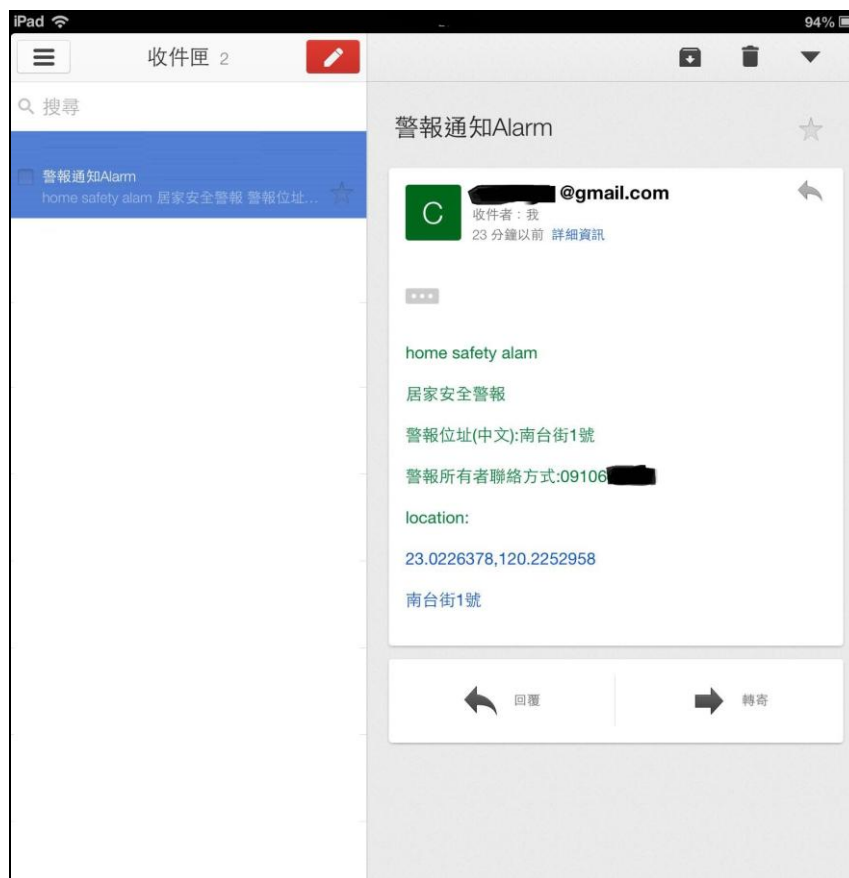 iPad
94%
收件匣 2
搜尋
警報通知Alarm
home safety alam 居家安全警報 警報位址...
警報通知Alarm
C
@gmail.com
收件者：我
23 分鐘以前 詳細資訊
home safety alam
居家安全警報
警報位址(中文):南台街1號
警報所有者聯絡方式:09106
location:
23.0226378,120.2252958
南台街1號
回覆
轉寄